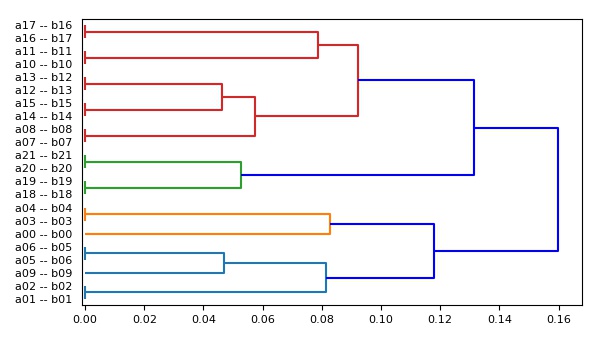 a17 -- b16
a16 -- b17
a11 -- b11
a10 -- b10
a13 -- b12
a12 -- b13
a15 -- b15
a14 -- b14
a08 -- b08
a07 -- b07
a21 -- b21
a20 -- b20
a19 -- b19
a18 -- b18
a04 -- b04
a03 -- b03
a00 -- b00
a06 -- b05
a05 -- b06
a09 -- b09
a02 -- b02
a01 -- b01
0.00 0.02 0.04 0.06 0.08 0.10 0.12 0.14 0.16